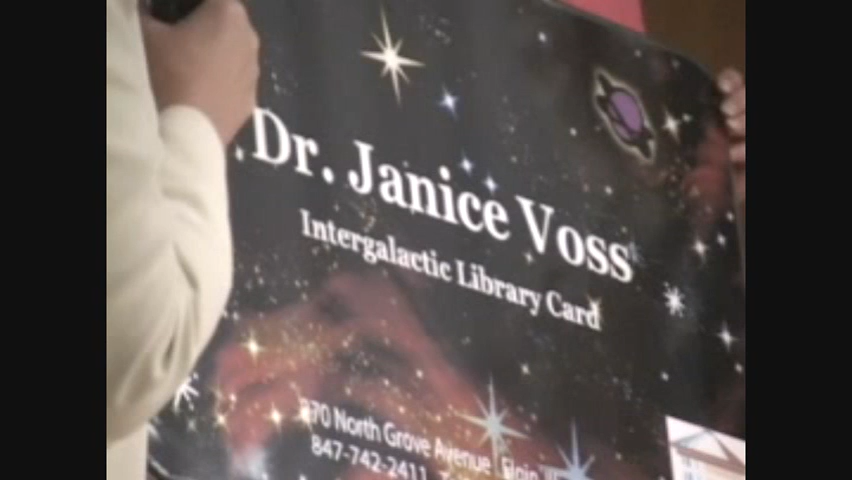 Dr. Janice Voss
Intergalactic Library Card
270 North Grove Avenue Elgin
847-742-2411